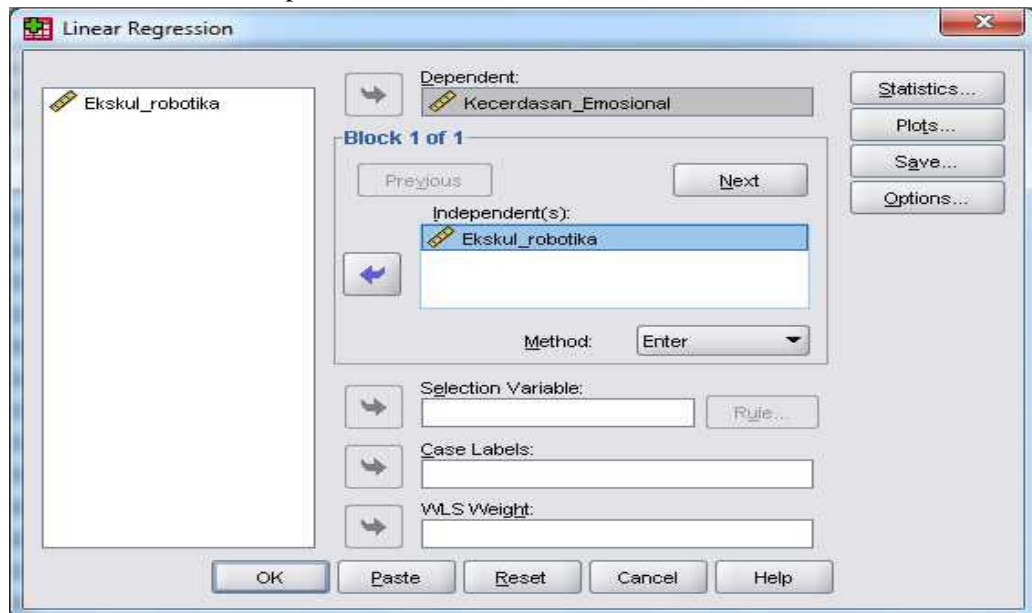 Linear Regression
Ekskul_robotika
Dependent:
Kecerdasan_Emosional
Block 1 of 1
Previous
Next
Independent(s):
Ekskul_robotika
Method:
Enter
Selection Variable:
Rule...
Case Labels:
WLS Weight:
Statistics...
Plots...
Save...
Options...
OK
Paste
Reset
Cancel
Help